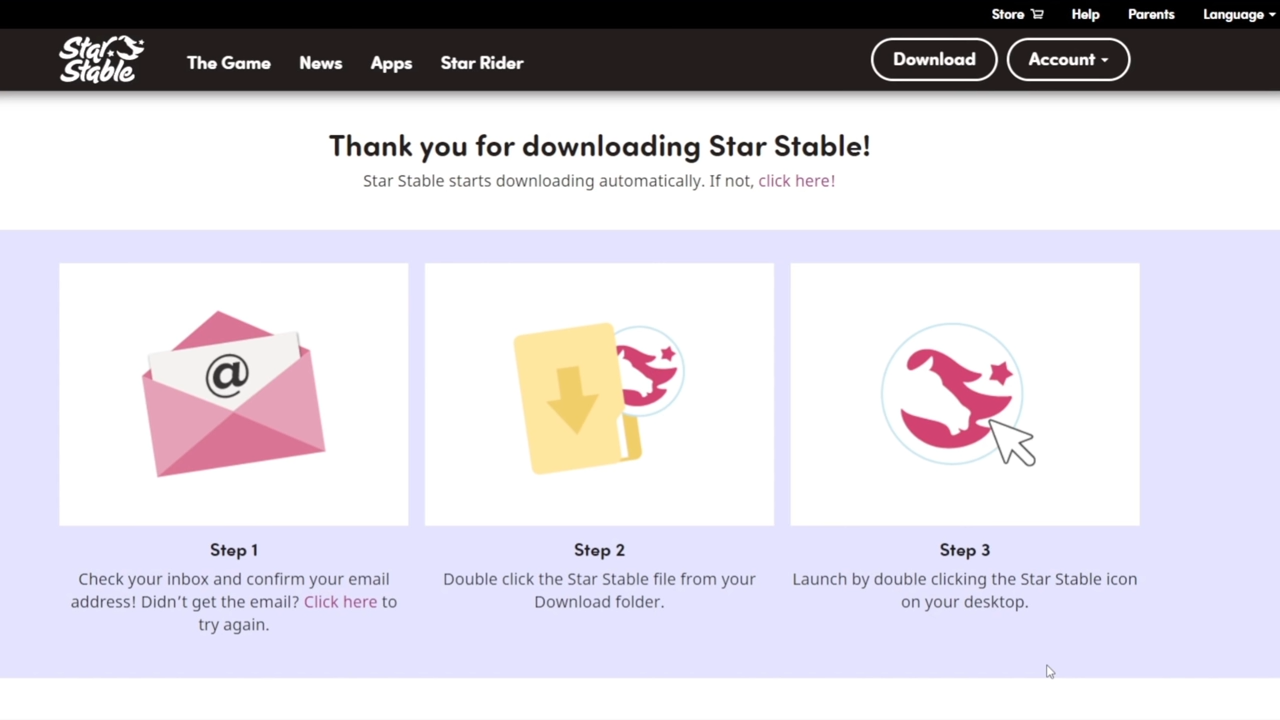 Store Help Parents Language
Star
Stable
The Game News Apps Star Rider
Download Account
Thank you for downloading Star Stable!
Star Stable starts downloading automatically. If not, click here!
@
Step 1
Check your inbox and confirm your email
address! Didn't get the email? Click here to
try again.
Step 2
Double click the Star Stable file from your
Download folder.
Step 3
Launch by double clicking the Star Stable icon
on your desktop.